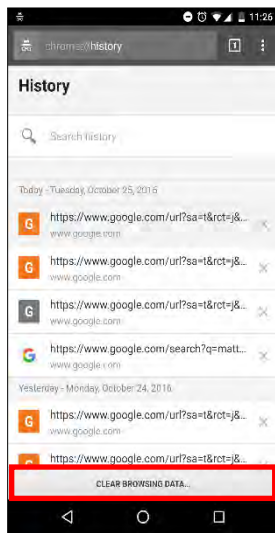 11:26
chrome://history
1
History
Search history
Today - Tuesday, October 25, 2016
G
https://www.google.com/url?sa=t&rct=j&...
www.google.com
G
https://www.google.com/url?sa=t&rct=j&...
www.google.com
G
https://www.google.com/url?sa=t&rct=j&...
www.google.com
G
https://www.google.com/search?q=matt...
www.google.com
Yesterday - Monday, October 24, 2016
G
https://www.google.com/url?sa=t&rct=j&...
www.google.com
https://www.google.com/url?sa=t&rct=j&...
CLEAR BROWSING DATA...